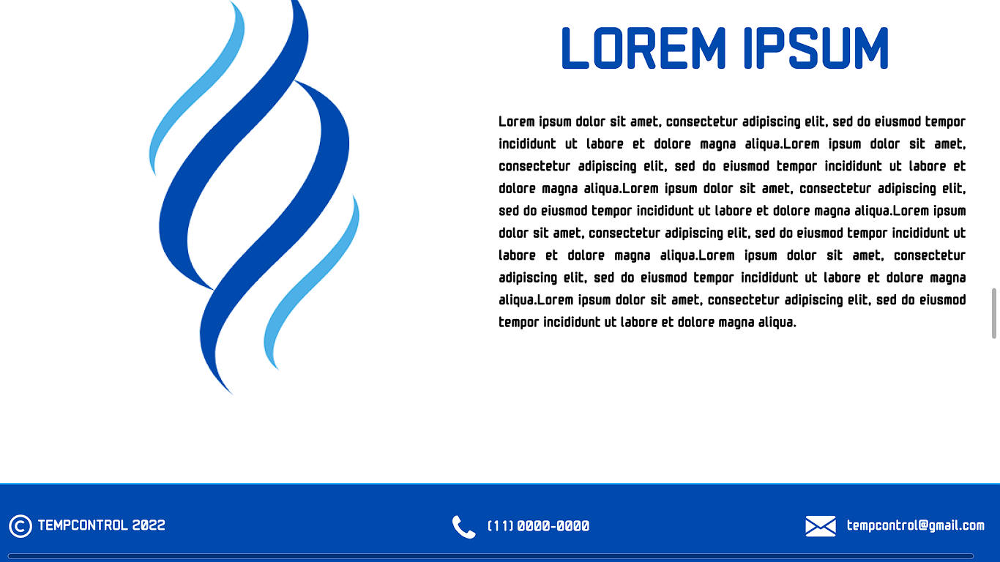 LOREM IPSUM
Lorem ipsum dolor sit amet, consectetur adipiscing elit, sed do eiusmod tempor
incididunt ut labore et dolore magna aliqua.Lorem ipsum dolor sit amet,
consectetur adipiscing elit, sed do eiusmod tempor incididunt ut labore et
dolore magna aliqua.Lorem ipsum dolor sit amet, consectetur adipiscing elit,
sed do eiusmod tempor incididunt ut labore et dolore magna aliqua.Lorem ipsum
dolor sit amet, consectetur adipiscing elit, sed do eiusmod tempor incididunt ut
labore et dolore magna aliqua.Lorem ipsum dolor sit amet, consectetur
adipiscing elit, sed do eiusmod tempor incididunt ut labore et dolore magna
aliqua.Lorem ipsum dolor sit amet, consectetur adipiscing elit, sed do eiusmod
tempor incididunt ut labore et dolore magna aliqua.
© TEMPCONTROL 2022
(11) 0000-0000
tempcontrol@gmail.com